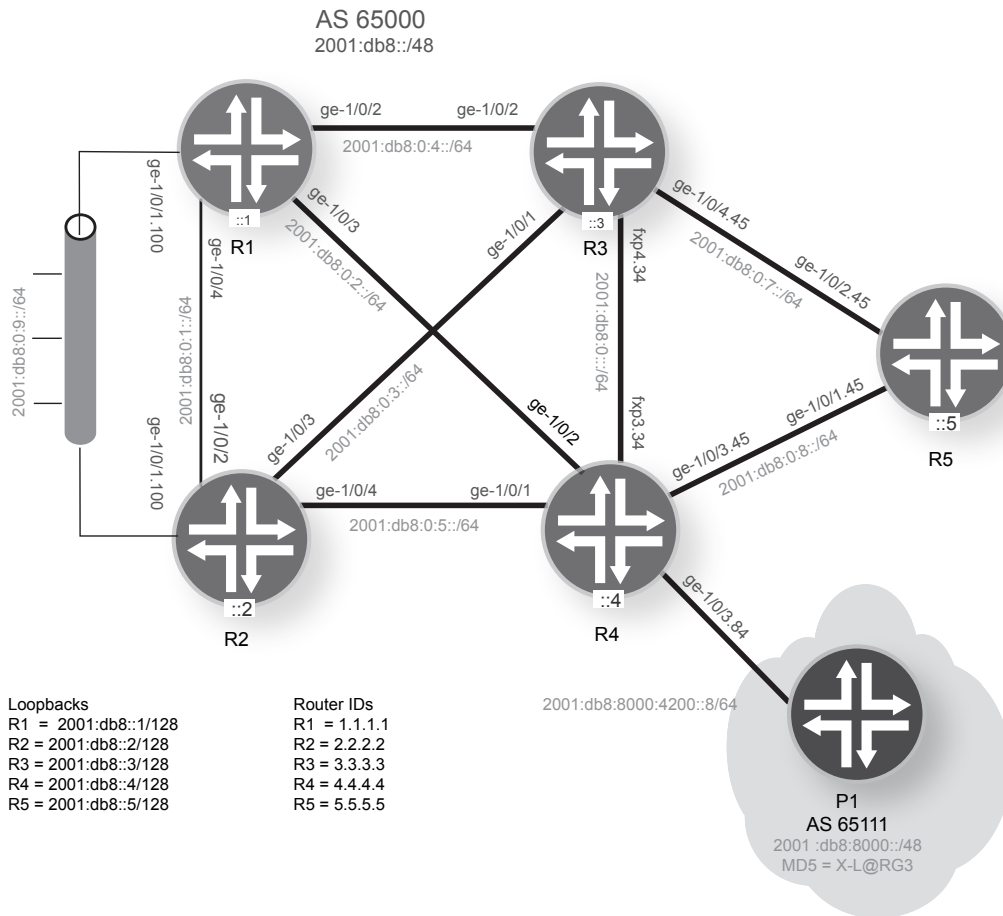 AS 65000
2001:db8::/48
ge-1/0/2
ge-1/0/2
2001:db8:0:4::/64
ge-1/0/1.100
::1
R1
ge-1/0/3
2001:db8:0:2::/64
ge-1/0/4
ge-1/0/1
::3
R3
fxp4.34
ge-1/0/4.45
2001:db8:0:7::/64
ge-1/0/2.45
2001:db8:0:9::/64
2001:db8:0:1::/64
2001:db8:0:::/64
2001:db8:0:3::/64
ge-1/0/2
ge-1/0/3
ge-1/0/2
fxp3.34
ge-1/0/1.45
::5
R5
ge-1/0/3.45
2001:db8:0:8::/64
ge-1/0/1.100
ge-1/0/4
ge-1/0/1
2001:db8:0:5::/64
::2
R2
::4
R4
ge-1/0/3.84
2001:db8:8000:4200::8/64
Loopbacks
R1 = 2001:db8::1/128
R2 = 2001:db8::2/128
R3 = 2001:db8::3/128
R4 = 2001:db8::4/128
R5 = 2001:db8::5/128
Router IDs
R1 = 1.1.1.1
R2 = 2.2.2.2
R3 = 3.3.3.3
R4 = 4.4.4.4
R5 = 5.5.5.5
P1
AS 65111
2001 :db8:8000::/48
MD5 = X-L@RG3